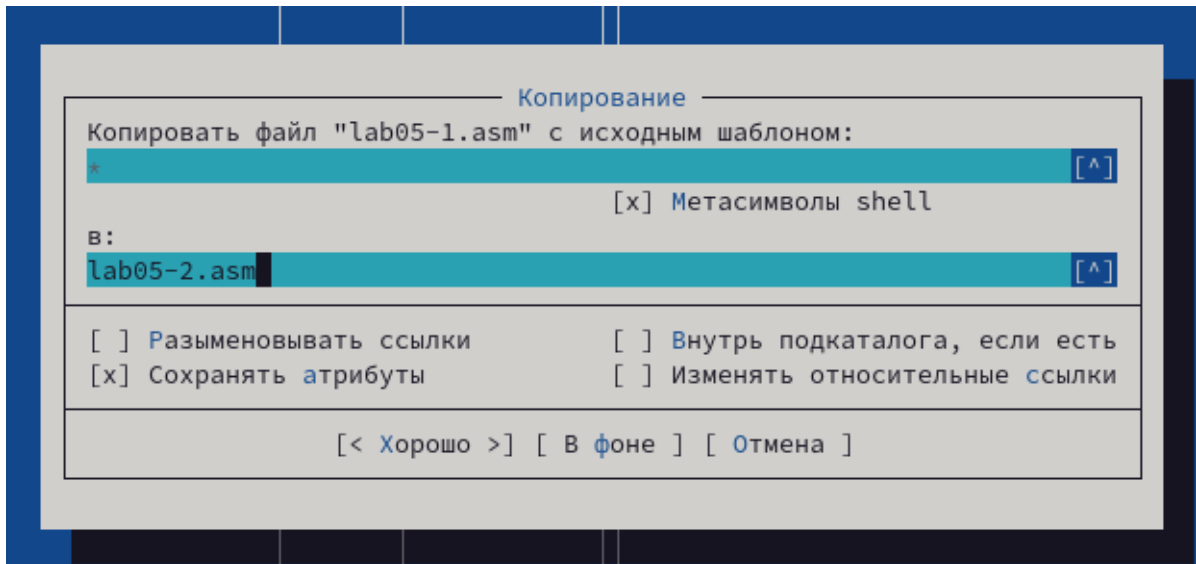 Копирование
Копировать файл "lab05-1.asm" с исходным шаблоном:
* [^]
[x] Метасимволы shell
в:
lab05-2.asm [^]
[ ] Разыменовывать ссылки [ ] Внутрь подкаталога, если есть
[x] Сохранять атрибуты [ ] Изменять относительные ссылки
[< Хорошо >] [ В фоне ] [ Отмена ]